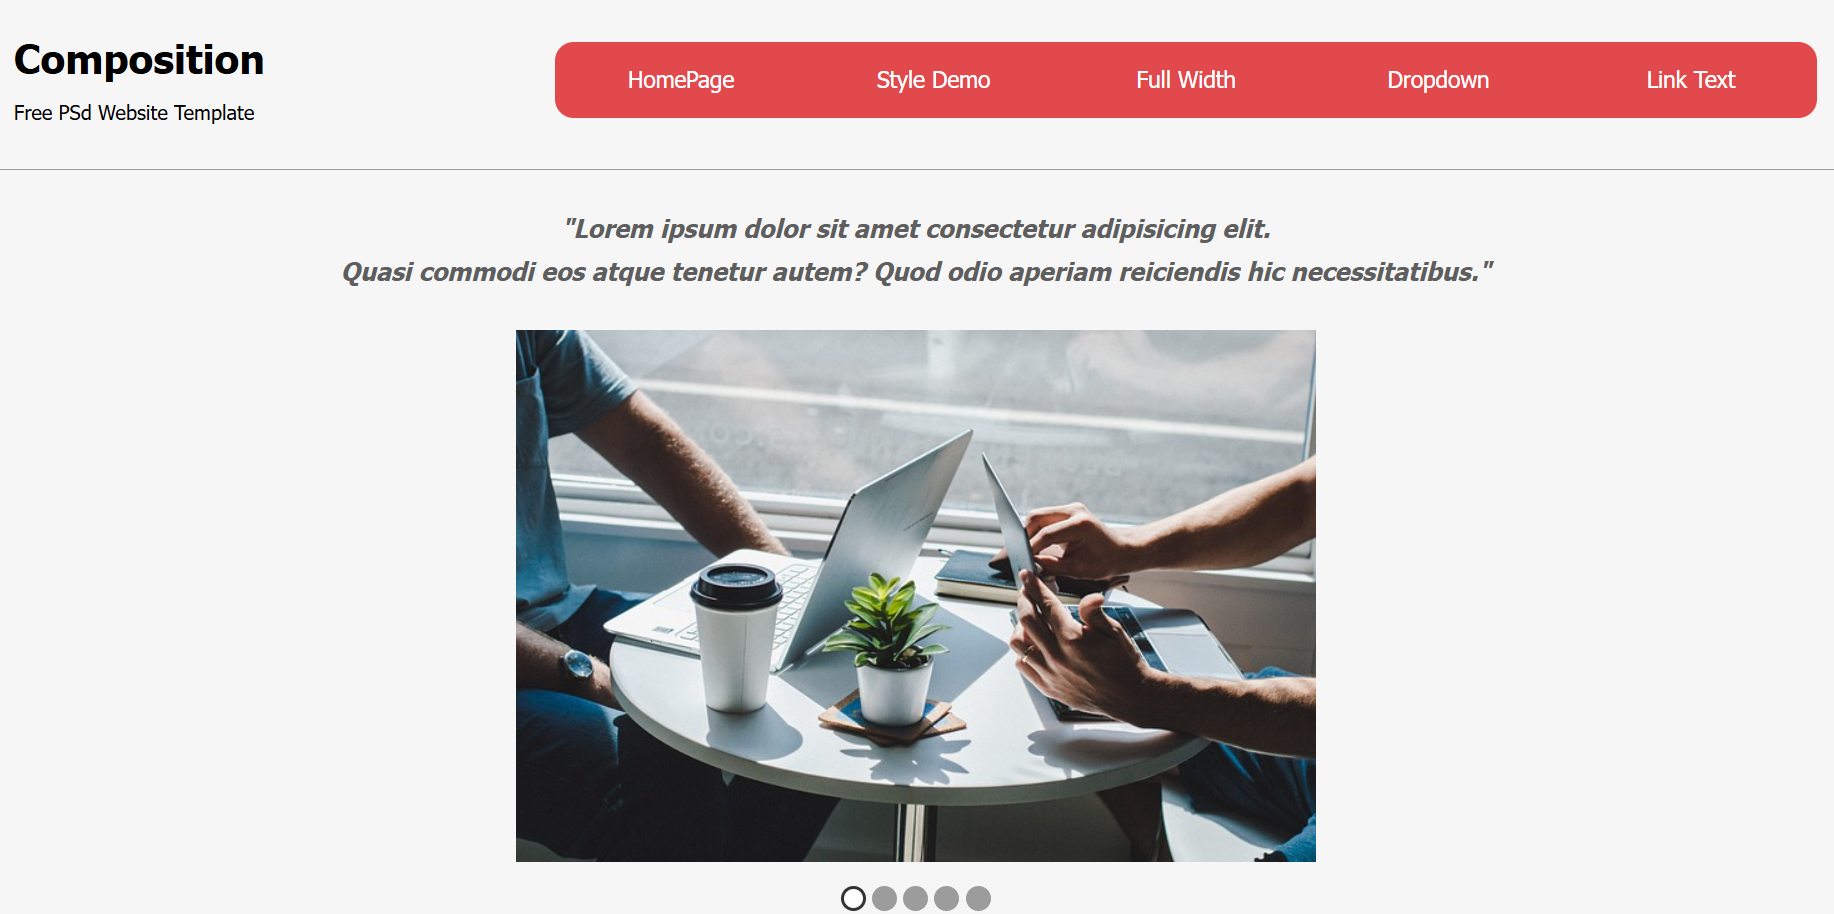 Composition
Free PSd Website Template
HomePage Style Demo Full Width Dropdown Link Text
"Lorem ipsum dolor sit amet consectetur adipisicing elit.
Quasi commodi eos atque tenetur autem? Quod odio aperiam reiciendis hic necessitatibus."